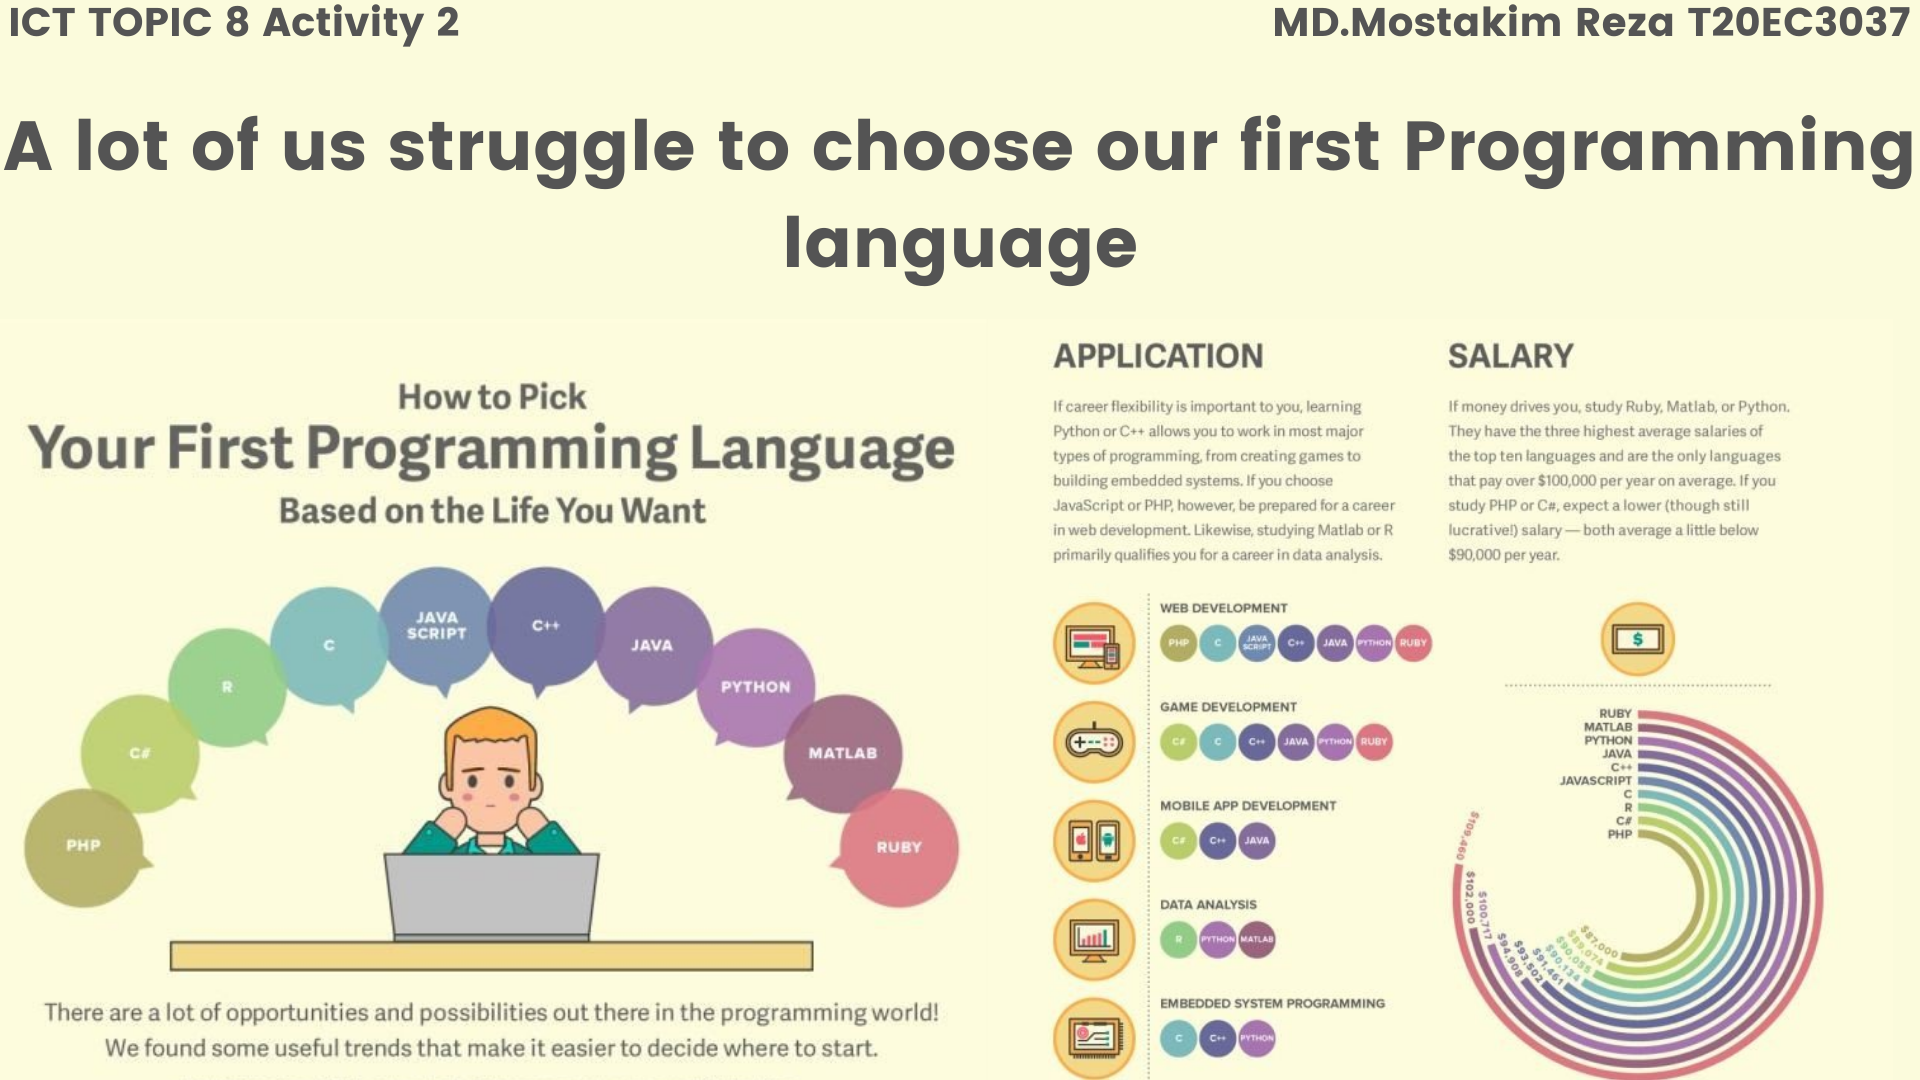 ICT TOPIC 8 Activity 2
MD.Mostakim Reza T20EC3037
A lot of us struggle to choose our first Programming
language
How to Pick
Your First Programming Language
Based on the Life You Want
PHP
C#
R
C
JAVA
SCRIPT
C++
JAVA
PYTHON
MATLAB
RUBY
There are a lot of opportunities and possibilities out there in the programming world!
We found some useful trends that make it easier to decide where to start.
APPLICATION
If career flexibility is important to you, learning
Python or C++ allows you to work in most major
types of programming, from creating games to
building embedded systems. If you choose
JavaScript or PHP, however, be prepared for a career
in web development. Likewise, studying Matlab or R
primarily qualifies you for a career in data analysis.
WEB DEVELOPMENT
PHP C JAVA SCRIPT C++ JAVA PYTHON RUBY
GAME DEVELOPMENT
C# C C++ JAVA PYTHON RUBY
MOBILE APP DEVELOPMENT
C# C++ JAVA
DATA ANALYSIS
R PYTHON MATLAB
EMBEDDED SYSTEM PROGRAMMING
C C++ PYTHON
SALARY
If money drives you, study Ruby, Matlab, or Python.
They have the three highest average salaries of
the top ten languages and are the only languages
that pay over $100,000 per year on average. If you
study PHP or C#, expect a lower (though still
lucrative!) salary — both average a little below
$90,000 per year.
$
RUBY
MATLAB
PYTHON
JAVA
C++
JAVASCRIPT
C
R
C#
PHP
$109,460
$102,000
$100,717
$94,908
$93,502
$91,461
$90,134
$90,055
$89,074
$87,000